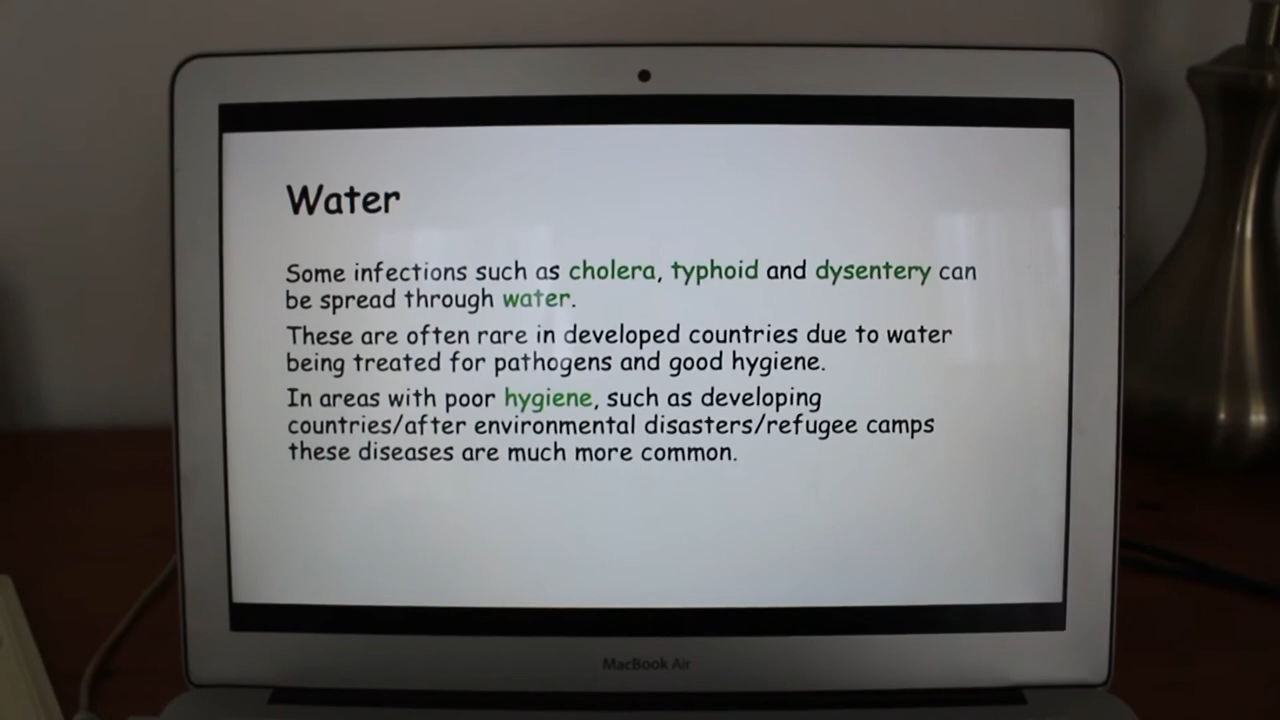 Water
Some infections such as cholera, typhoid and dysentery can
be spread through water.
These are often rare in developed countries due to water
being treated for pathogens and good hygiene.
In areas with poor hygiene, such as developing
countries/after environmental disasters/refugee camps
these diseases are much more common.
MacBook Air